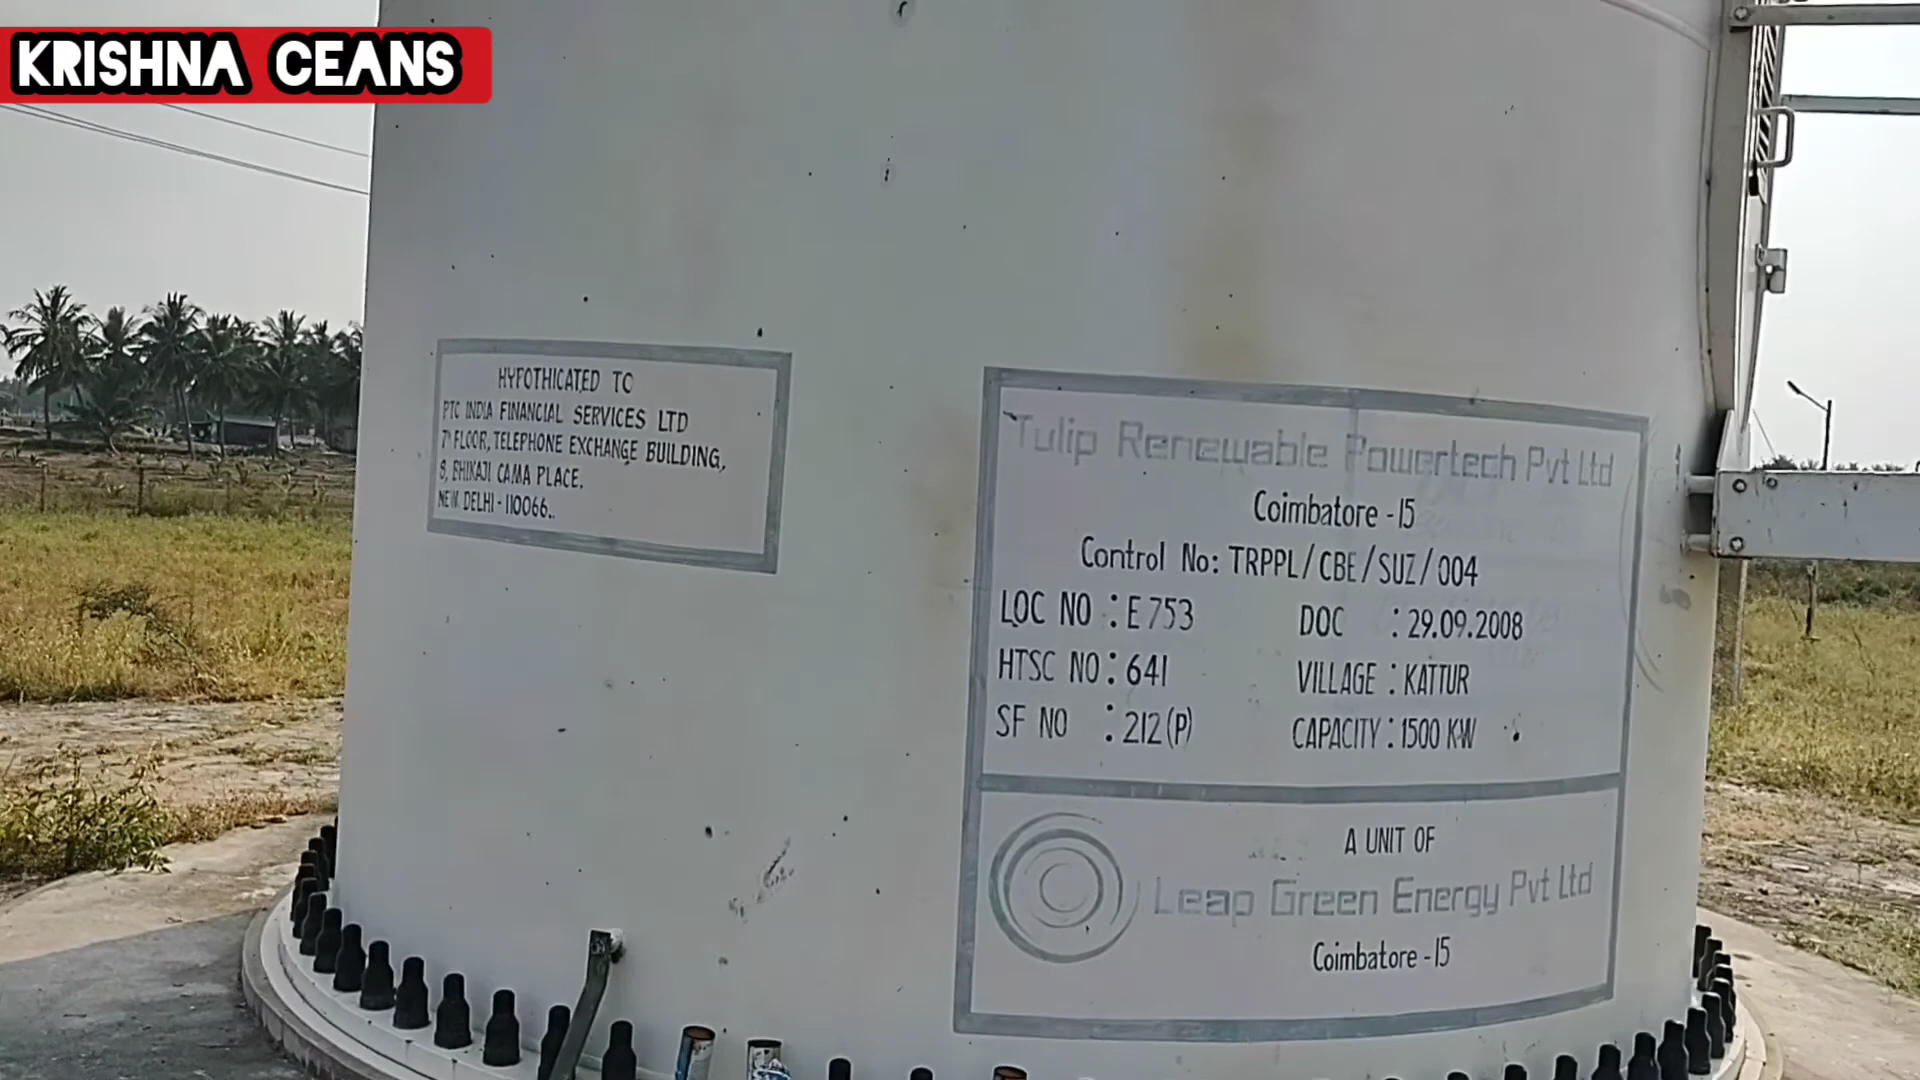 KRISHNA CEANS
HYPOTHICATED TO
PTC INDIA FINANCIAL SERVICES LTD
7th FLOOR, TELEPHONE EXCHANGE BUILDING,
8, BHIKAJI CAMA PLACE.
NEW DELHI - 110066.
Tulip Renewable Powertech Pvt Ltd
Coimbatore - 15
Control No: TRPPL/CBE/SUZ/004
LOC NO : E 753 DOC : 29.09.2008
HTSC NO : 641 VILLAGE : KATTUR
SF NO : 212 (P) CAPACITY : 1500 KW
A UNIT OF
Leap Green Energy Pvt Ltd
Coimbatore - 15